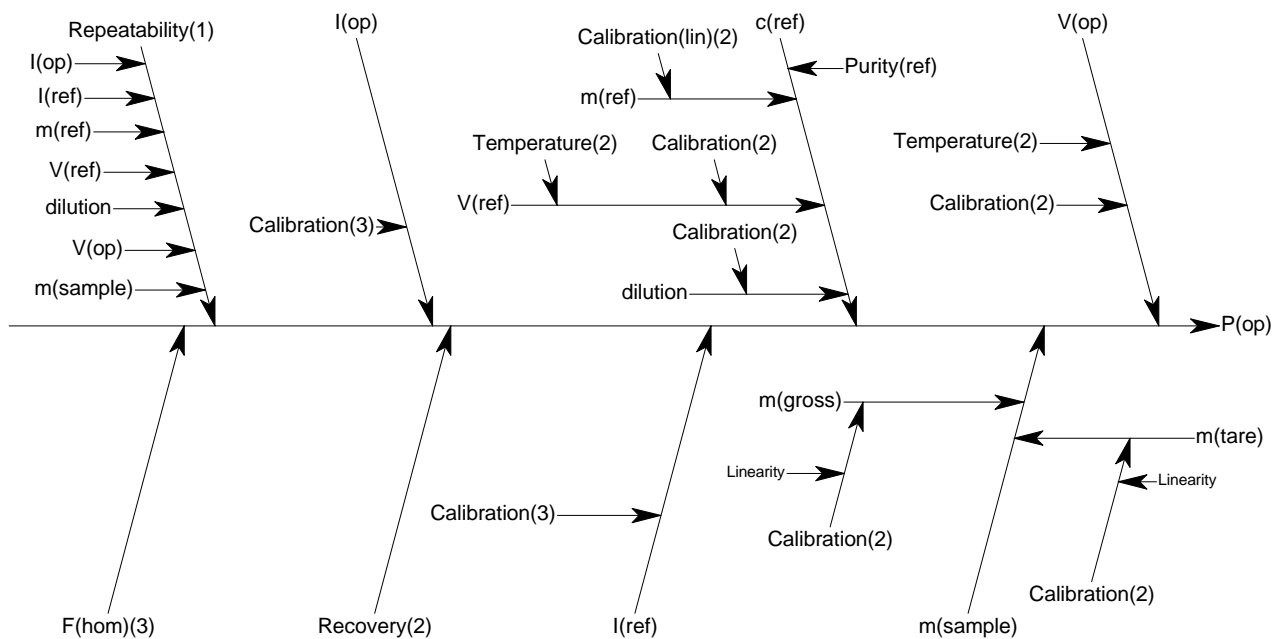 Repeatability(1)
I(op)
I(ref)
m(ref)
V(ref)
dilution
V(op)
m(sample)
I(op)
Calibration(3)
c(ref)
Purity(ref)
Calibration(lin)(2)
m(ref)
Temperature(2)
Calibration(2)
V(ref)
Calibration(2)
dilution
V(op)
Temperature(2)
Calibration(2)
P(op)
F(hom)(3)
Recovery(2)
Calibration(3)
I(ref)
m(gross)
Linearity
Calibration(2)
m(tare)
Linearity
Calibration(2)
m(sample)